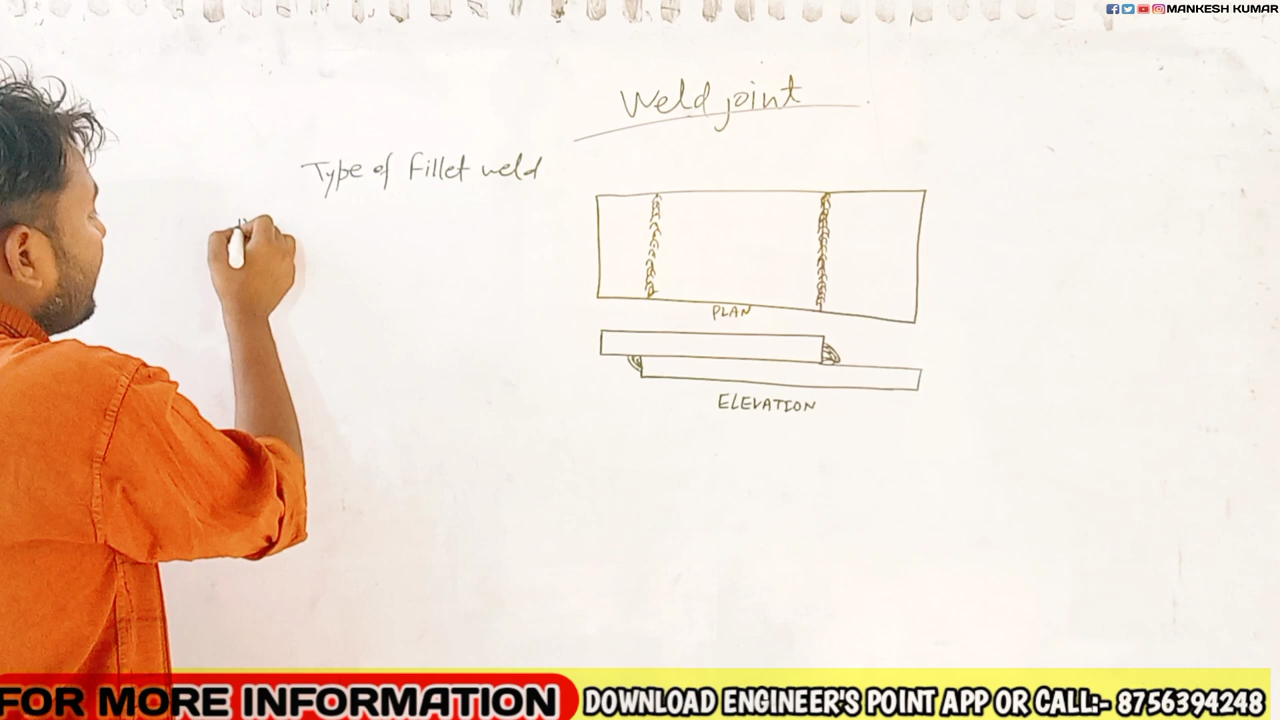 MANKESH KUMAR
Weld joint
Type of Fillet weld
PLAN
ELEVATION
FOR MORE INFORMATION
DOWNLOAD ENGINEER'S POINT APP OR CALL:- 8756394248